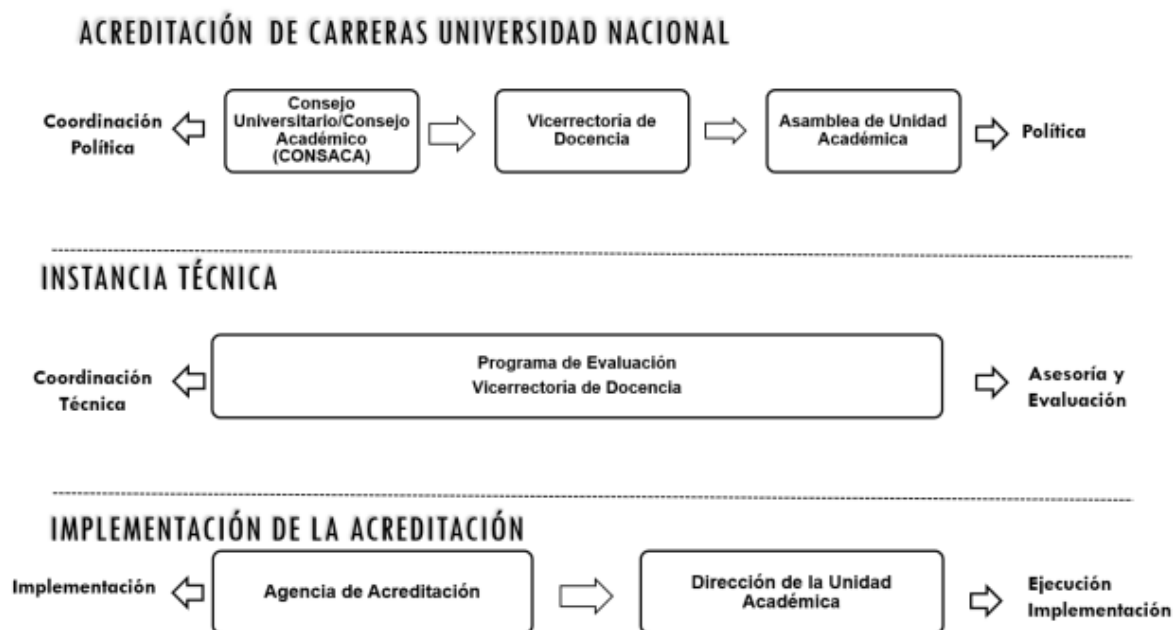 ACREDITACIÓN DE CARRERAS UNIVERSIDAD NACIONAL
Coordinación
Política
Consejo
Universitario/Consejo
Académico
(CONSACA)
Vicerrectoría de
Docencia
Asamblea de Unidad
Académica
Política
INSTANCIA TÉCNICA
Coordinación
Técnica
Programa de Evaluación
Vicerrectoría de Docencia
Asesoría y
Evaluación
IMPLEMENTACIÓN DE LA ACREDITACIÓN
Implementación
Agencia de Acreditación
Dirección de la Unidad
Académica
Ejecución
Implementación